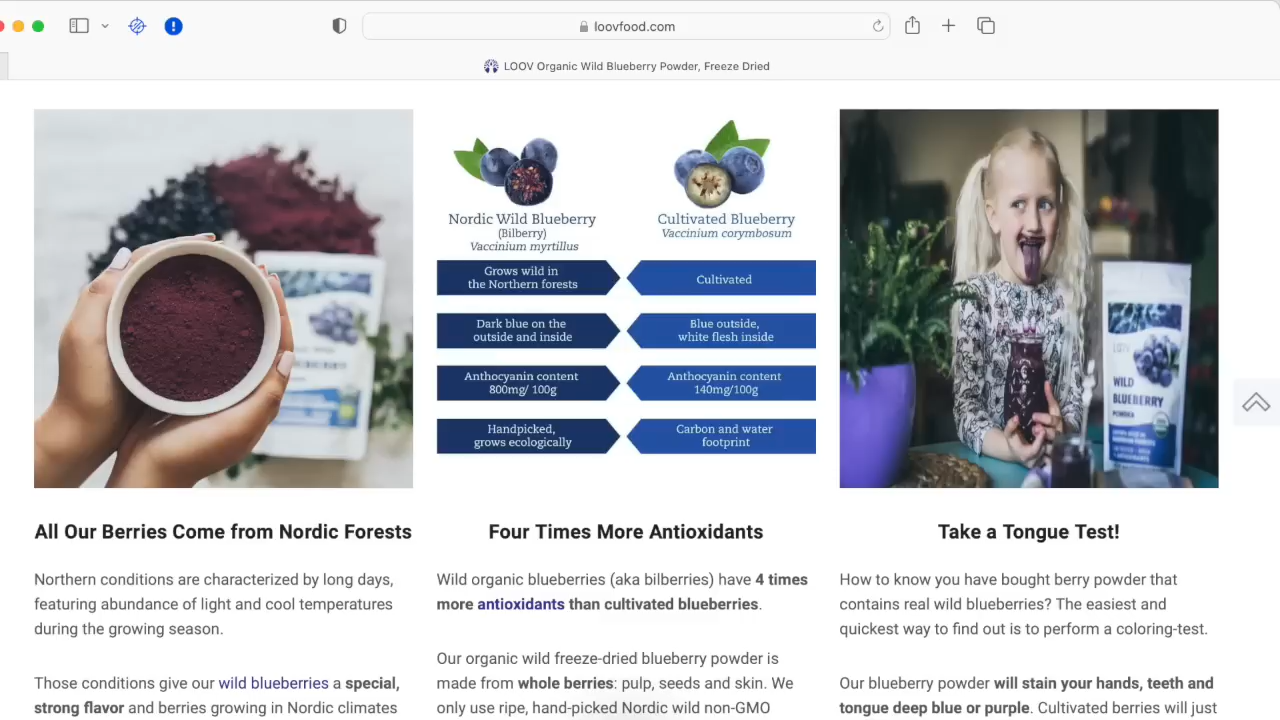 loovfood.com
LOOV Organic Wild Blueberry Powder, Freeze Dried
Nordic Wild Blueberry
(Bilberry)
Vaccinium myrtillus
Cultivated Blueberry
Vaccinium corymbosum
Grows wild in
the Northern forests
Cultivated
Dark blue on the
outside and inside
Blue outside,
white flesh inside
Anthocyanin content
800mg/ 100g
Anthocyanin content
140mg/100g
Handpicked,
grows ecologically
Carbon and water
footprint
LOOV
WILD
BLUEBERRY
POWDER
All Our Berries Come from Nordic Forests
Northern conditions are characterized by long days,
featuring abundance of light and cool temperatures
during the growing season.
Those conditions give our wild blueberries a special,
strong flavor and berries growing in Nordic climates
Four Times More Antioxidants
Wild organic blueberries (aka bilberries) have 4 times
more antioxidants than cultivated blueberries.
Our organic wild freeze-dried blueberry powder is
made from whole berries: pulp, seeds and skin. We
only use ripe, hand-picked Nordic wild non-GMO
Take a Tongue Test!
How to know you have bought berry powder that
contains real wild blueberries? The easiest and
quickest way to find out is to perform a coloring-test.
Our blueberry powder will stain your hands, teeth and
tongue deep blue or purple. Cultivated berries will just